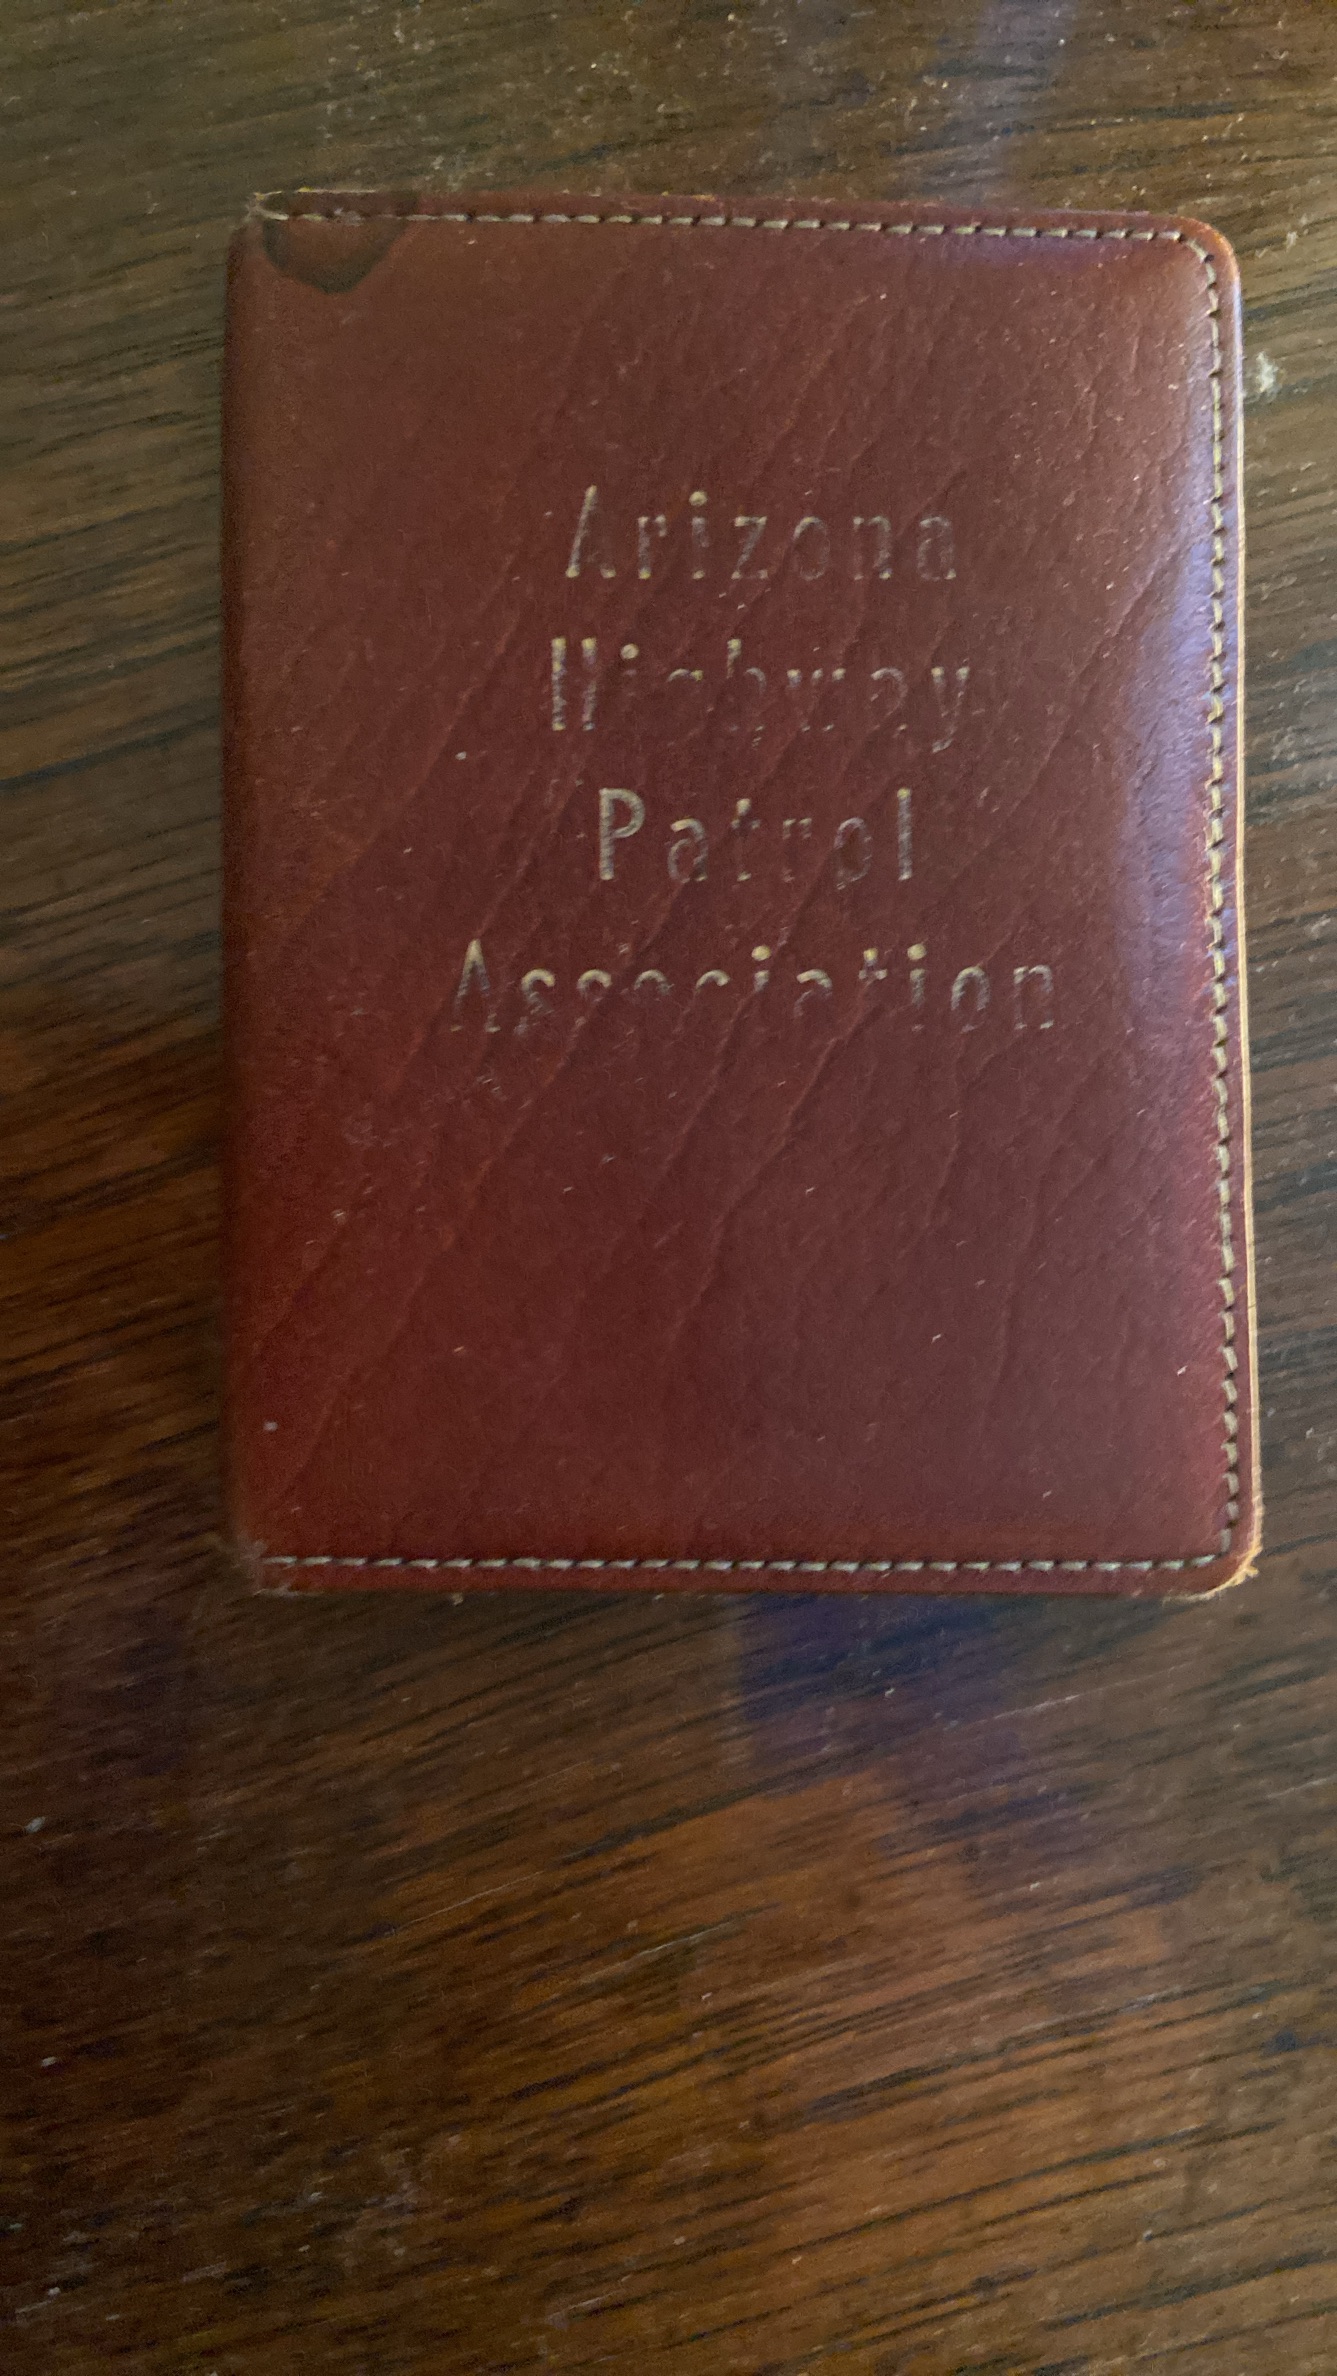 Arizona
Highway
Patrol
Association